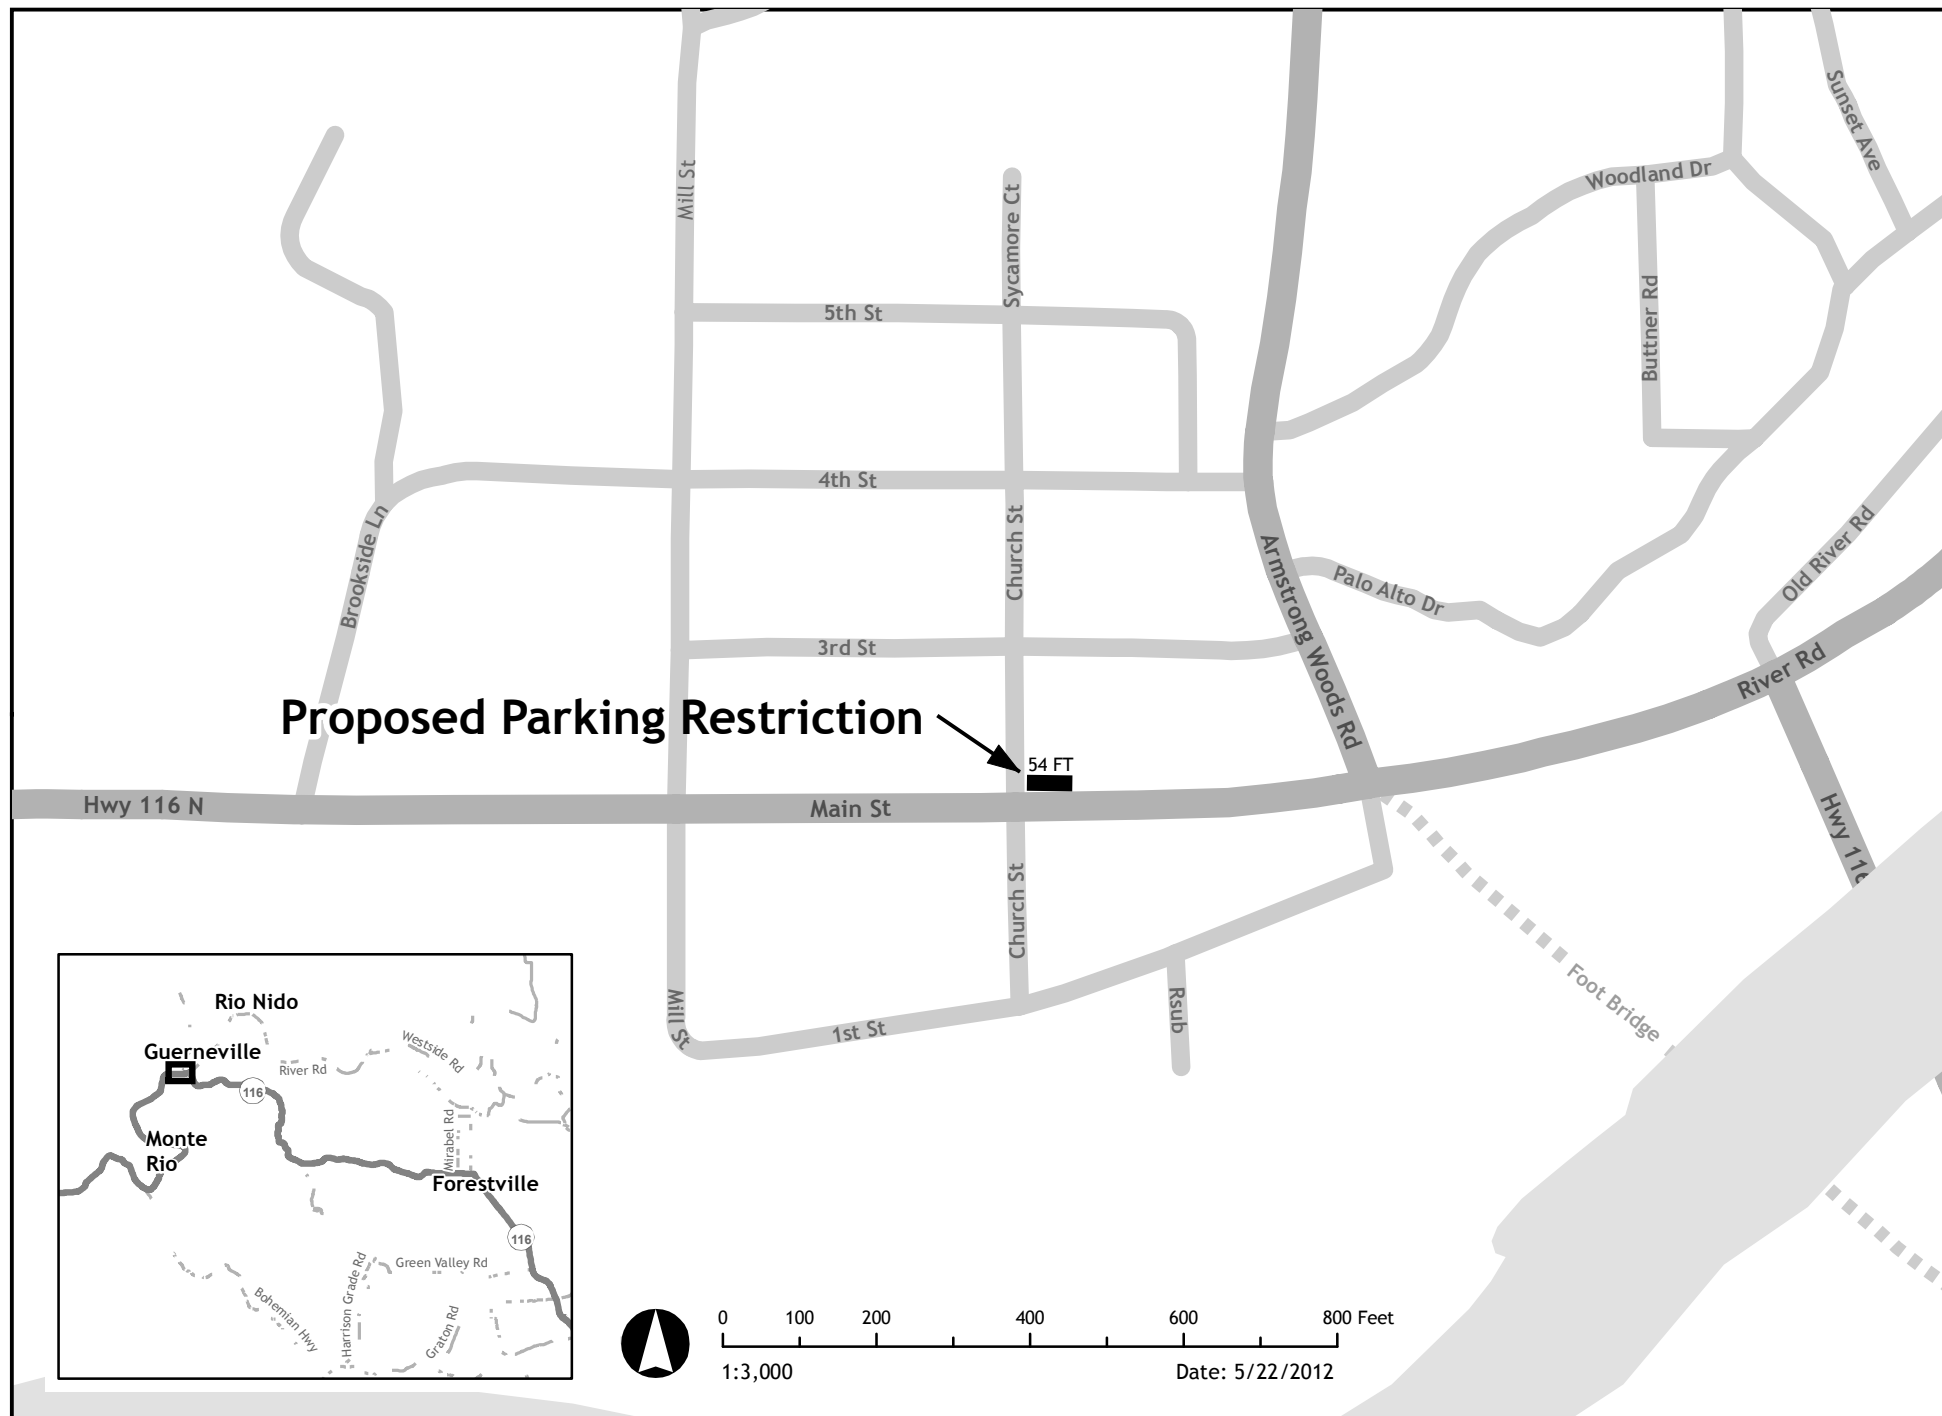 Sunset Ave
Woodland Dr
Mill St
Sycamore Ct
5th St
Buttner Rd
4th St
Brookside Ln
Church St
Armstrong Woods Rd
Palo Alto Dr
Old River Rd
3rd St
River Rd
Proposed Parking Restriction
54 FT
Hwy 116 N
Main St
Hwy 116
Church St
Foot Bridge
Mill St
1st St
Rsub
Rio Nido
Guerneville
River Rd
Westside Rd
116
Mirabel Rd
Monte
Rio
Forestville
116
Green Valley Rd
Harrison Grade Rd
Bohemian Hwy
Graton Rd
0 100 200 400 600 800 Feet
1:3,000
Date: 5/22/2012